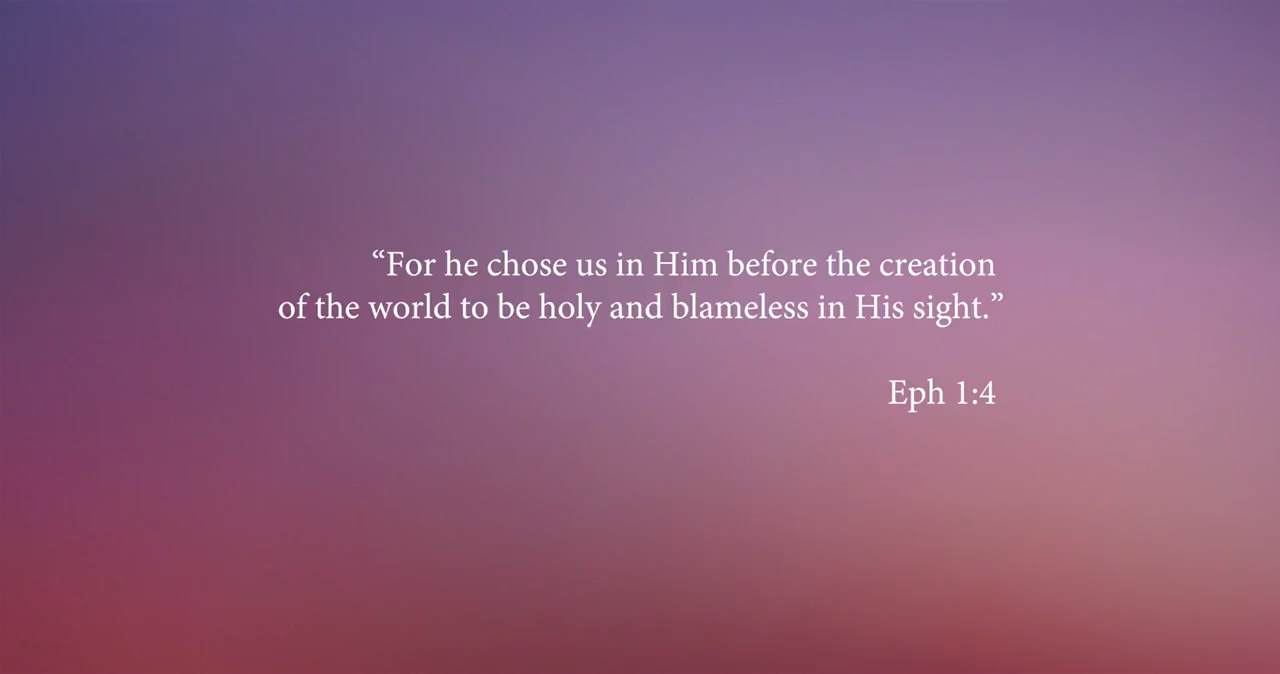 “For he chose us in Him before the creation
of the world to be holy and blameless in His sight.”
Eph 1:4